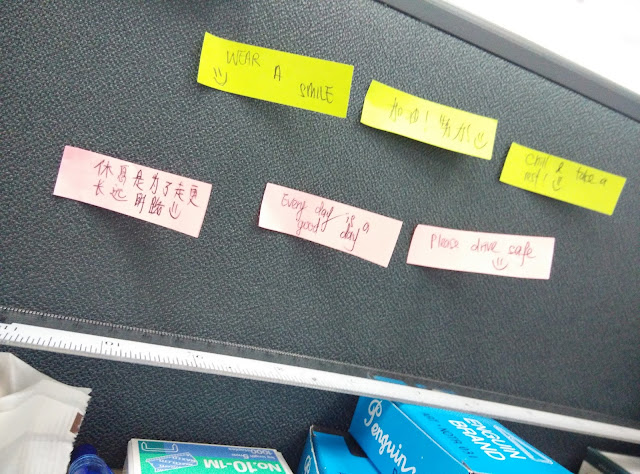 WEAR
A
SMILE
加油! 努力!
Chill & take a
rest!
休息是为了走更
长远的路
Every day is a
good day
Please drive safe
No.10-1M
Penguin
PENGUIN
BRAND